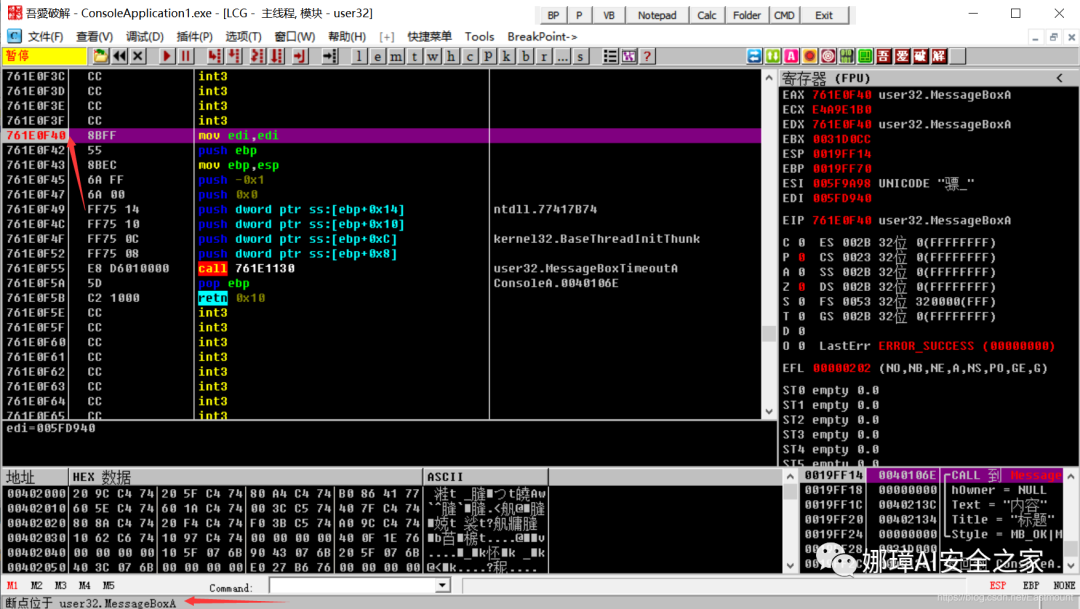 吾愛破解 - ConsoleApplication1.exe - [LCG - 主线程, 模块 - user32]
BP P VB Notepad Calc Folder CMD Exit
文件(F) 查看(V) 调试(D) 插件(P) 选项(T) 窗口(W) 帮助(H) [+] 快捷菜单 Tools BreakPoint->
暂停 l e m t w h c P k b r ... s ? A 吾 爱 破 解
761E0F3C CC int3
761E0F3D CC int3
761E0F3E CC int3
761E0F3F CC int3
761E0F40 8BFF mov edi,edi
761E0F42 55 push ebp
761E0F43 8BEC mov ebp,esp
761E0F45 6A FF push -0x1
761E0F47 6A 00 push 0x0
761E0F49 FF75 14 push dword ptr ss:[ebp+0x14] ntdll.77417B74
761E0F4C FF75 10 push dword ptr ss:[ebp+0x10]
761E0F4F FF75 0C push dword ptr ss:[ebp+0xC] kernel32.BaseThreadInitThunk
761E0F52 FF75 08 push dword ptr ss:[ebp+0x8]
761E0F55 E8 D6010000 call 761E1130 user32.MessageBoxTimeoutA
761E0F5A 5D pop ebp ConsoleA.0040106E
761E0F5B C2 1000 retn 0x10
761E0F5E CC int3
761E0F5F CC int3
761E0F60 CC int3
761E0F61 CC int3
761E0F62 CC int3
761E0F63 CC int3
761E0F64 CC int3
761E0F65 CC int3
edi=005FD940
寄存器 (FPU) <
EAX 761E0F40 user32.MessageBoxA
ECX E4A9E1B0
EDX 761E0F40 user32.MessageBoxA
EBX 0031D0CC
ESP 0019FF14
EBP 0019FF70
ESI 005F9A98 UNICODE "骠_"
EDI 005FD940
EIP 761E0F40 user32.MessageBoxA
C 0 ES 002B 32位 0(FFFFFFFF)
P 0 CS 0023 32位 0(FFFFFFFF)
A 0 SS 002B 32位 0(FFFFFFFF)
Z 0 DS 002B 32位 0(FFFFFFFF)
S 0 FS 0053 32位 320000(FFF)
T 0 GS 002B 32位 0(FFFFFFFF)
D 0
O 0 LastErr ERROR_SUCCESS (00000000)
EFL 00000202 (NO,NB,NE,A,NS,PO,GE,G)
ST0 empty 0.0
ST1 empty 0.0
ST2 empty 0.0
ST3 empty 0.0
ST4 empty 0.0
ST5 empty 0.0
地址 HEX 数据 ASCII
00402000 20 9C C4 74 20 5F C4 74 80 A4 C4 74 B0 86 41 77
00402010 60 5E C4 74 60 1A C4 74 00 3C C5 74 40 7F C4 74
00402020 80 8A C4 74 20 F4 C4 74 F0 3B C5 74 A0 9C C4 74
00402030 10 62 C6 74 10 97 C4 74 00 00 00 00 40 0F 1E 76
00402040 00 00 00 00 10 5F 07 6B 90 43 07 6B 20 5F 07 6B
00402050 40 3C 07 6B 00 00 00 00 E0 27 B6 76 00 00 00 00
0019FF14 0040106E CALL 到 Message
0019FF18 00000000 hOwner = NULL
0019FF1C 0040213C Text = "内容"
0019FF20 00402134 Title = "标题"
0019FF24 00000000 Style = MB_OK|M
娜璋AI安全之家
M1 M2 M3 M4 M5 Command: ESP EBP NONE
断点位于 user32.MessageBoxA